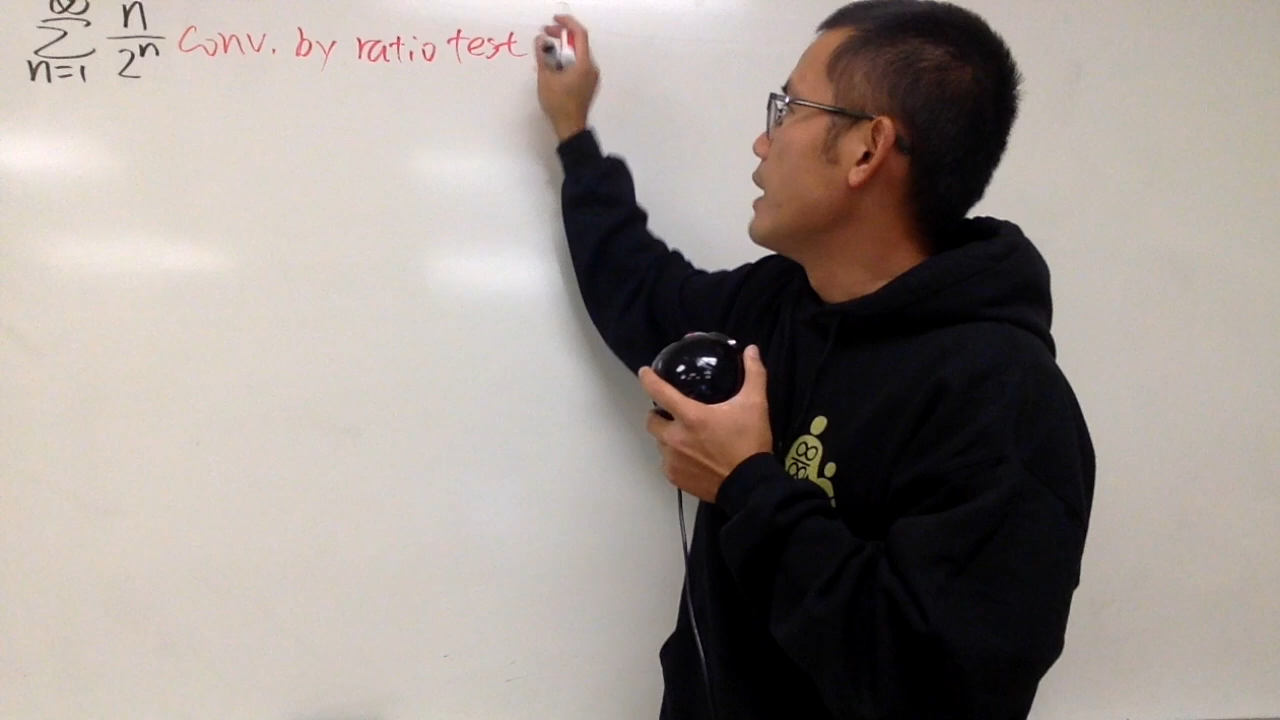 ∞
∑ n/2ⁿ Conv. by ratio test
n=1
∞
∞